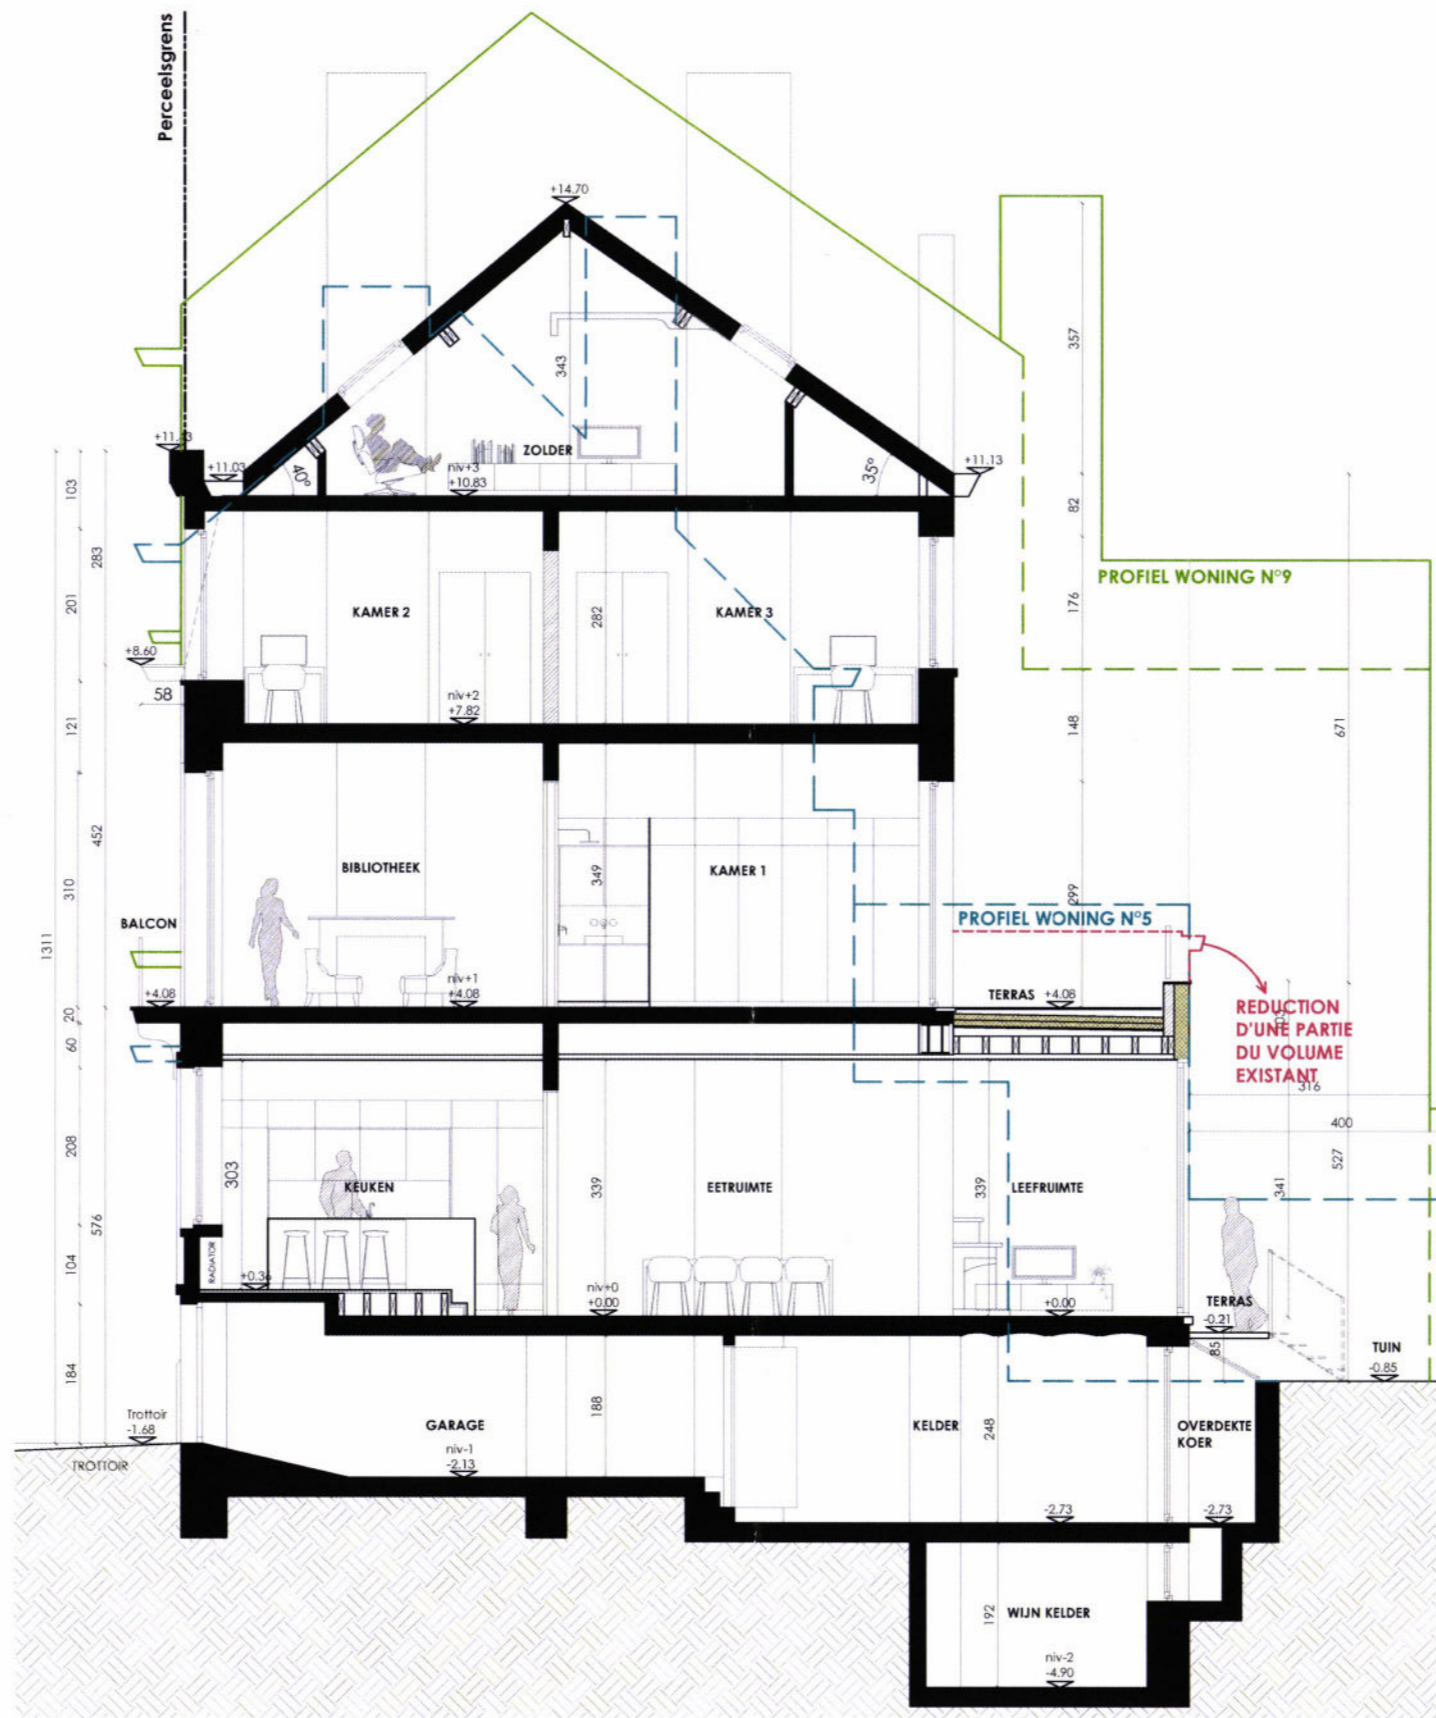 Perceelsgrens
+14.70
357
343
ZOLDER
niv+3
+10.83
+11.03
40°
35°
+11.13
103
82
283
PROFIEL WONING N°9
201
KAMER 2
282
KAMER 3
176
+8.60
58
niv+2
+7.82
121
148
671
452
BIBLIOTHEEK
349
KAMER 1
310
299
BALCON
PROFIEL WONING N°5
1311
niv+1
+4.08
+4.08
TERRAS +4.08
REDUCTION
D'UNE PARTIE
DU VOLUME
EXISTANT
20
60
316
400
208
303
KEUKEN
339
EETRUIMTE
339
LEEFRUIMTE
341
527
576
RADIATOR
104
niv+0
+0.00
+0.00
TERRAS
-0.21
85
TUIN
-0.85
184
188
Trottoir
-1.68
TROTTOIR
GARAGE
niv-1
-2.13
KELDER
248
OVERDEKTE
KOER
-2.73
-2.73
192
WIJN KELDER
niv-2
-4.90